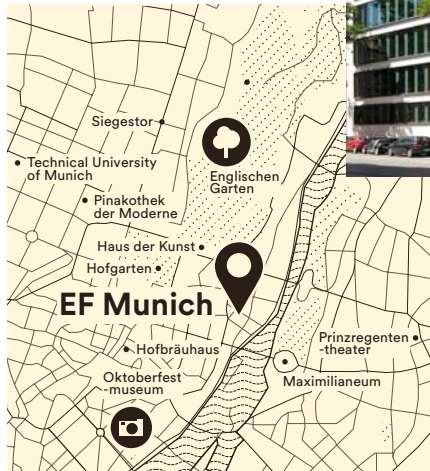 Siegestor
Technical University
of Munich
Englischen
Garten
Pinakothek
der Moderne
Haus der Kunst
Hofgarten
EF Munich
Prinzregenten
-theater
Hofbräuhaus
Maximilianeum
Oktoberfest
-museum